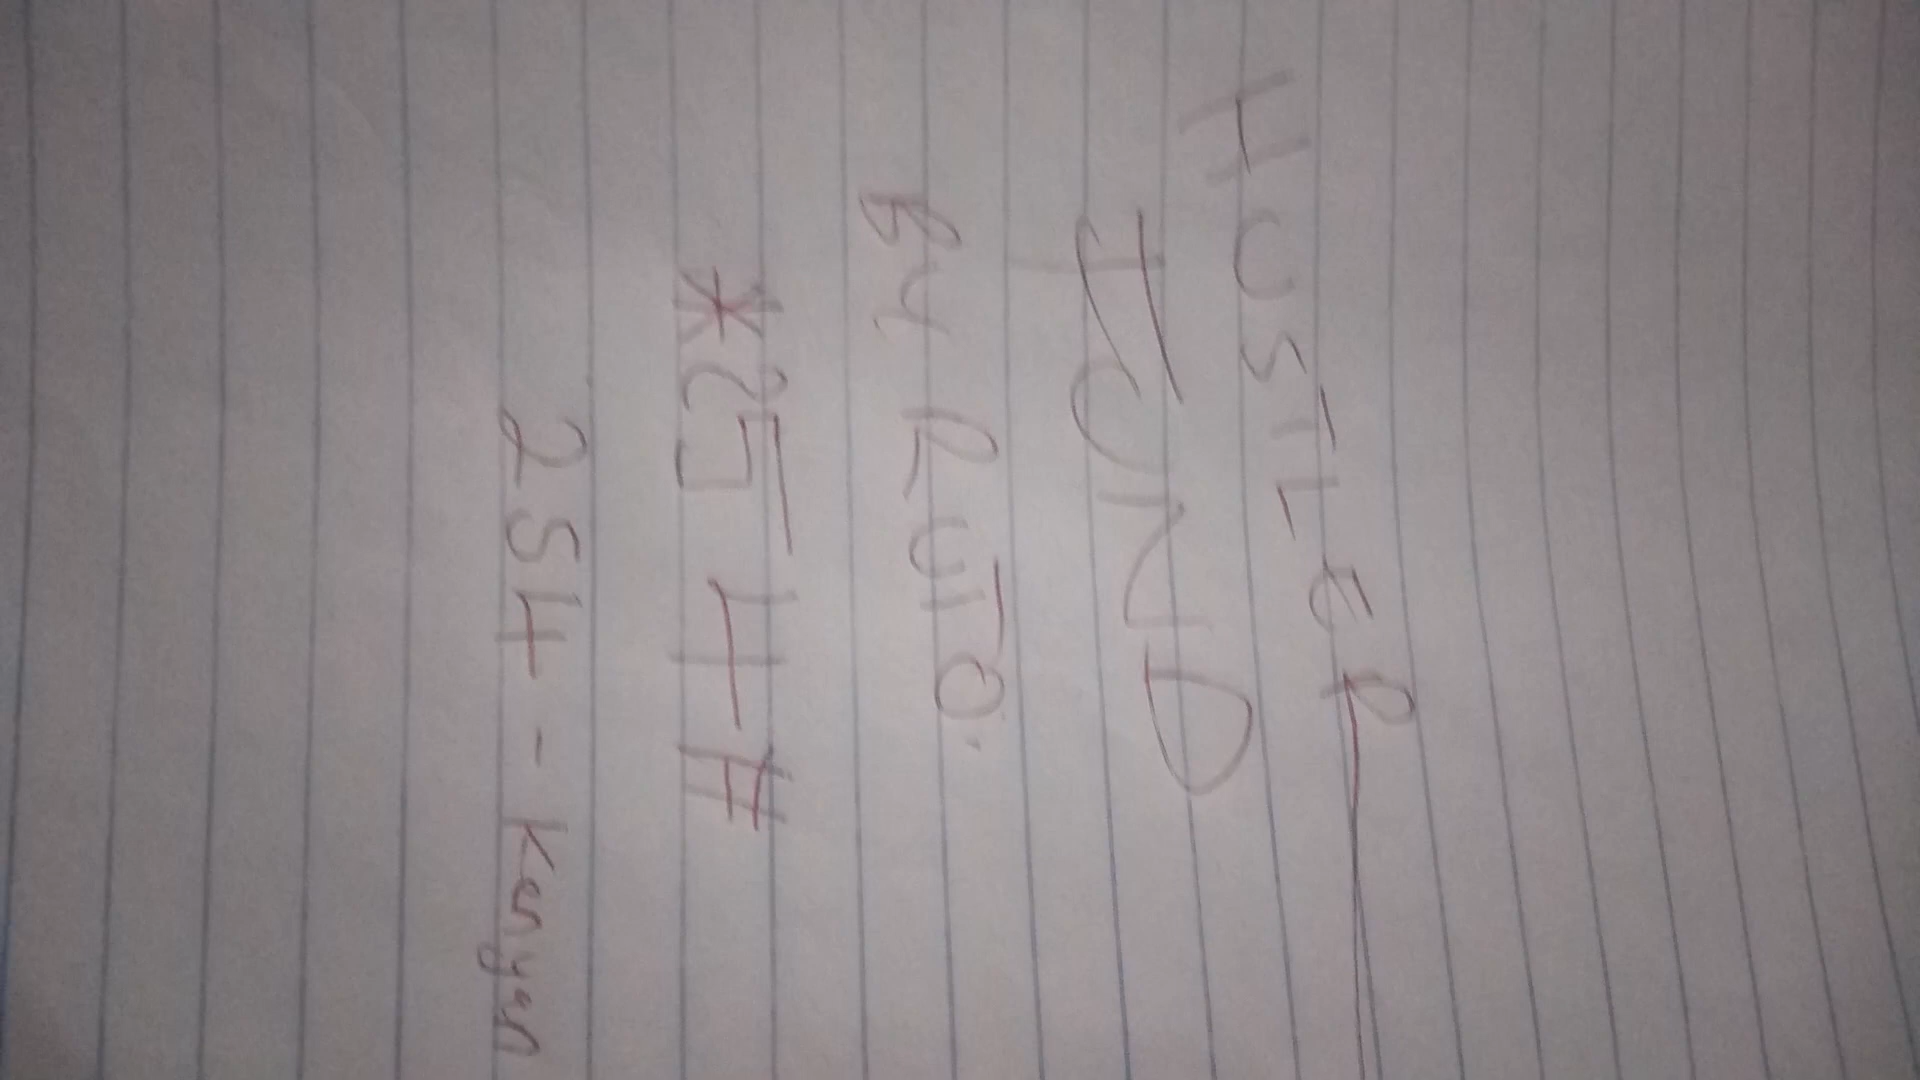 HUSTLER
FUND
By RUTO.
*254#
254 - Kenyan